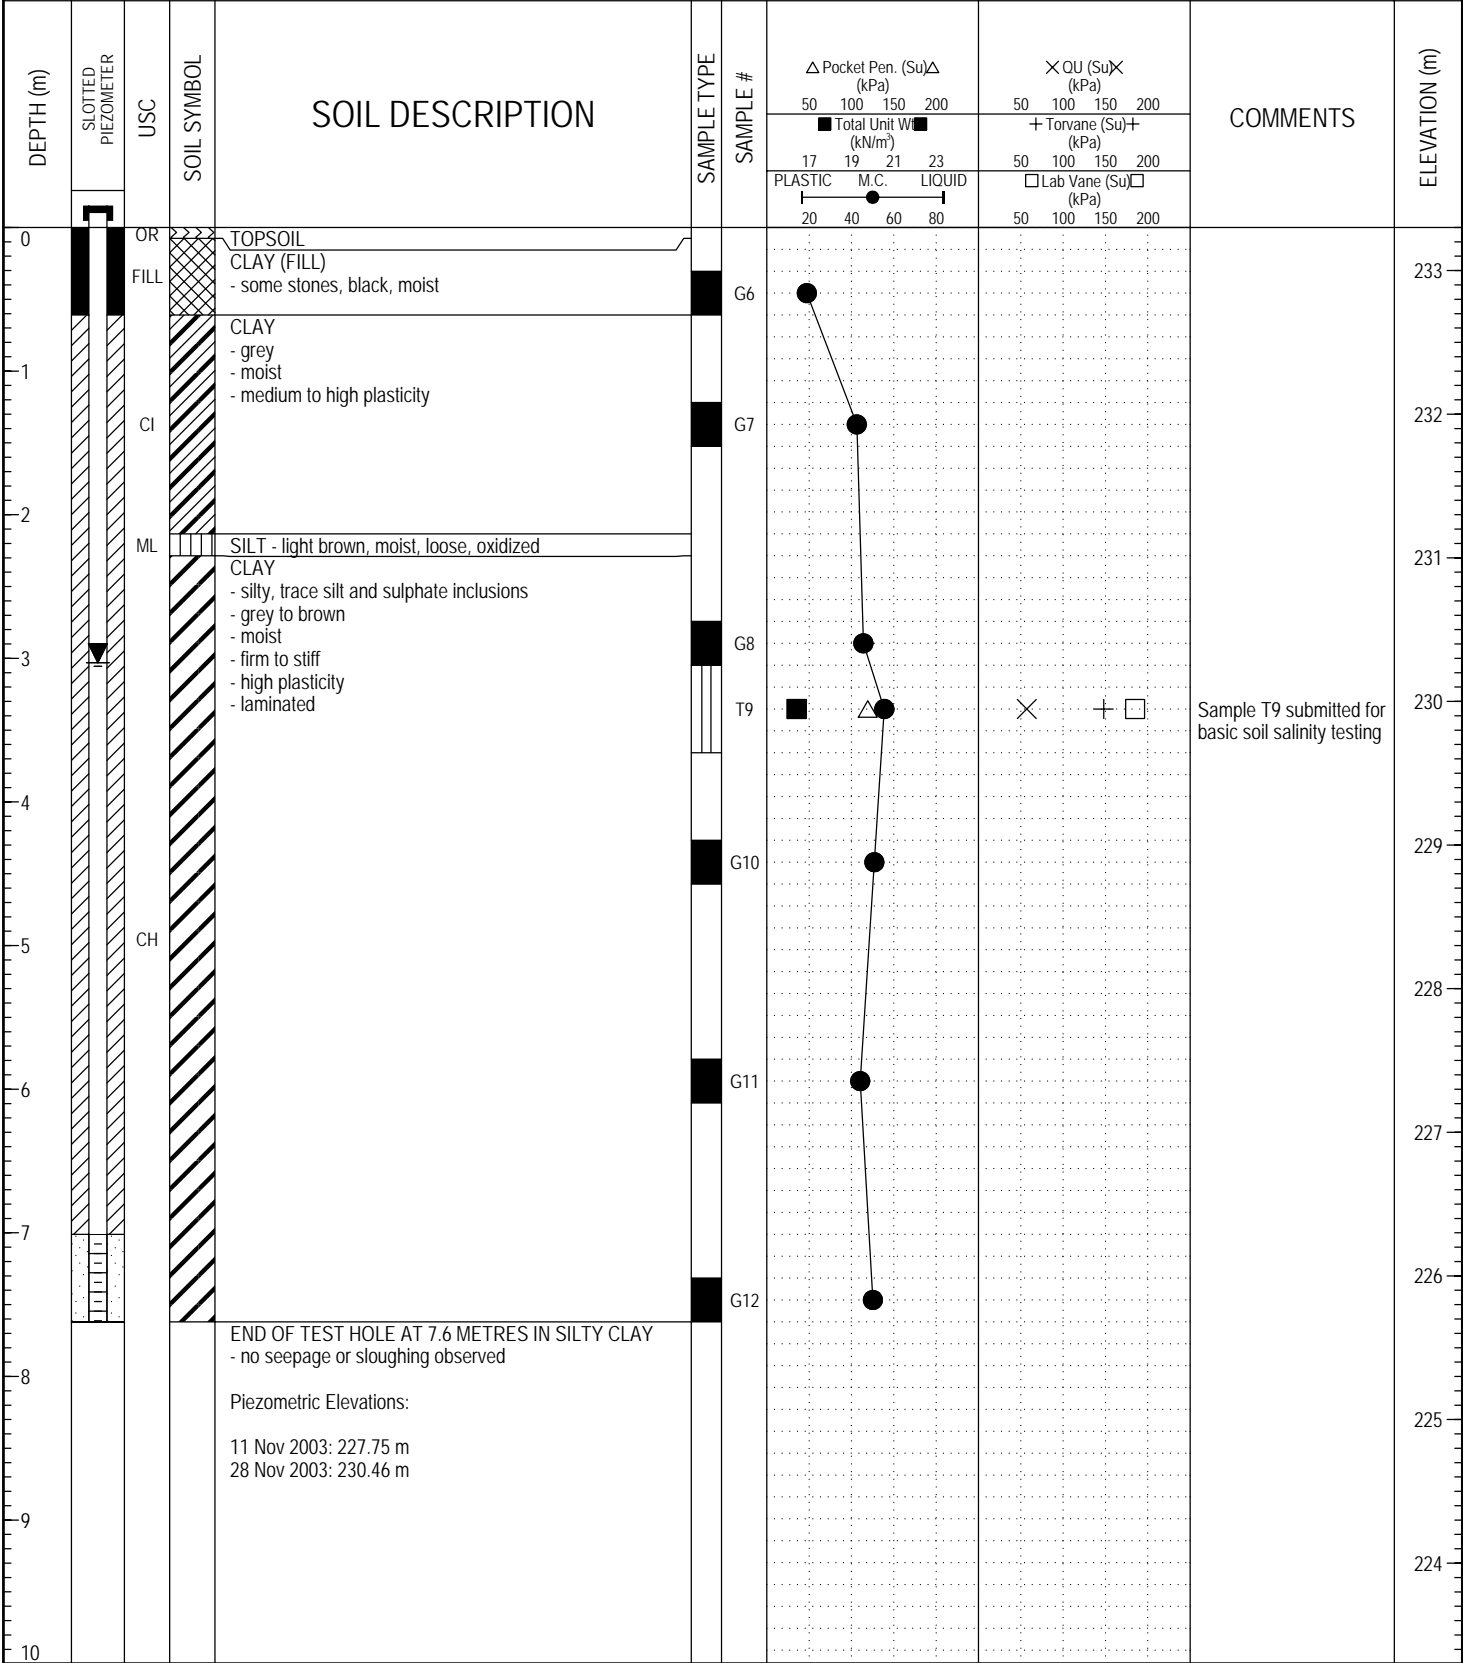 DEPTH (m)
SLOTTED
PIEZOMETER
USC
SOIL SYMBOL
SOIL DESCRIPTION
SAMPLE TYPE
SAMPLE #
Pocket Pen. (Su)
(kPa)
50 100 150 200
Total Unit Wt
(kN/m³)
17 19 21 23
PLASTIC M.C. LIQUID
20 40 60 80
QU (Su)
(kPa)
50 100 150 200
Torvane (Su)
(kPa)
50 100 150 200
Lab Vane (Su)
(kPa)
50 100 150 200
COMMENTS
ELEVATION (m)
0
OR
TOPSOIL
FILL
CLAY (FILL)
- some stones, black, moist
G6
233
CLAY
- grey
- moist
- medium to high plasticity
1
CI
G7
232
2
ML
SILT - light brown, moist, loose, oxidized
231
CLAY
- silty, trace silt and sulphate inclusions
- grey to brown
- moist
- firm to stiff
- high plasticity
- laminated
G8
3
T9
Sample T9 submitted for
basic soil salinity testing
230
4
G10
229
CH
5
228
6
G11
227
7
226
G12
END OF TEST HOLE AT 7.6 METRES IN SILTY CLAY
- no seepage or sloughing observed
8
Piezometric Elevations:
225
11 Nov 2003: 227.75 m
28 Nov 2003: 230.46 m
9
224
10